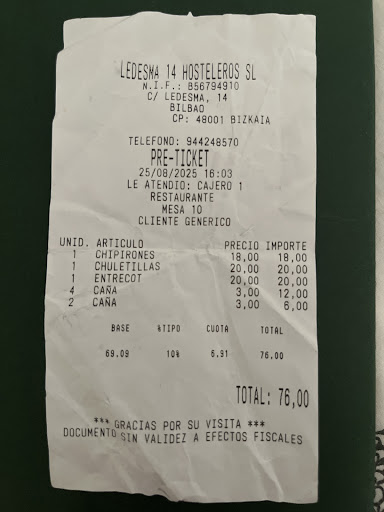 LEDESMA 14 HOSTELEROS SL
N.I.F.: B56794910
C/ LEDESMA, 14
BILBAO
CP: 48001 BIZKAIA
TELEFONO: 944248570
PRE-TICKET
25/08/2025 16:03
LE ATENDIO: CAJERO 1
RESTAURANTE
MESA 10
CLIENTE GENERICO
UNID. ARTICULO PRECIO IMPORTE
1 CHIPIRONES 18,00 18,00
1 CHULETILLAS 20,00 20,00
1 ENTRECOT 20,00 20,00
4 CAÑA 3,00 12,00
2 CAÑA 3,00 6,00
BASE %TIPO CUOTA TOTAL
69.09 10% 6.91 76,00
TOTAL: 76,00
*** GRACIAS POR SU VISITA ***
DOCUMENTO SIN VALIDEZ A EFECTOS FISCALES